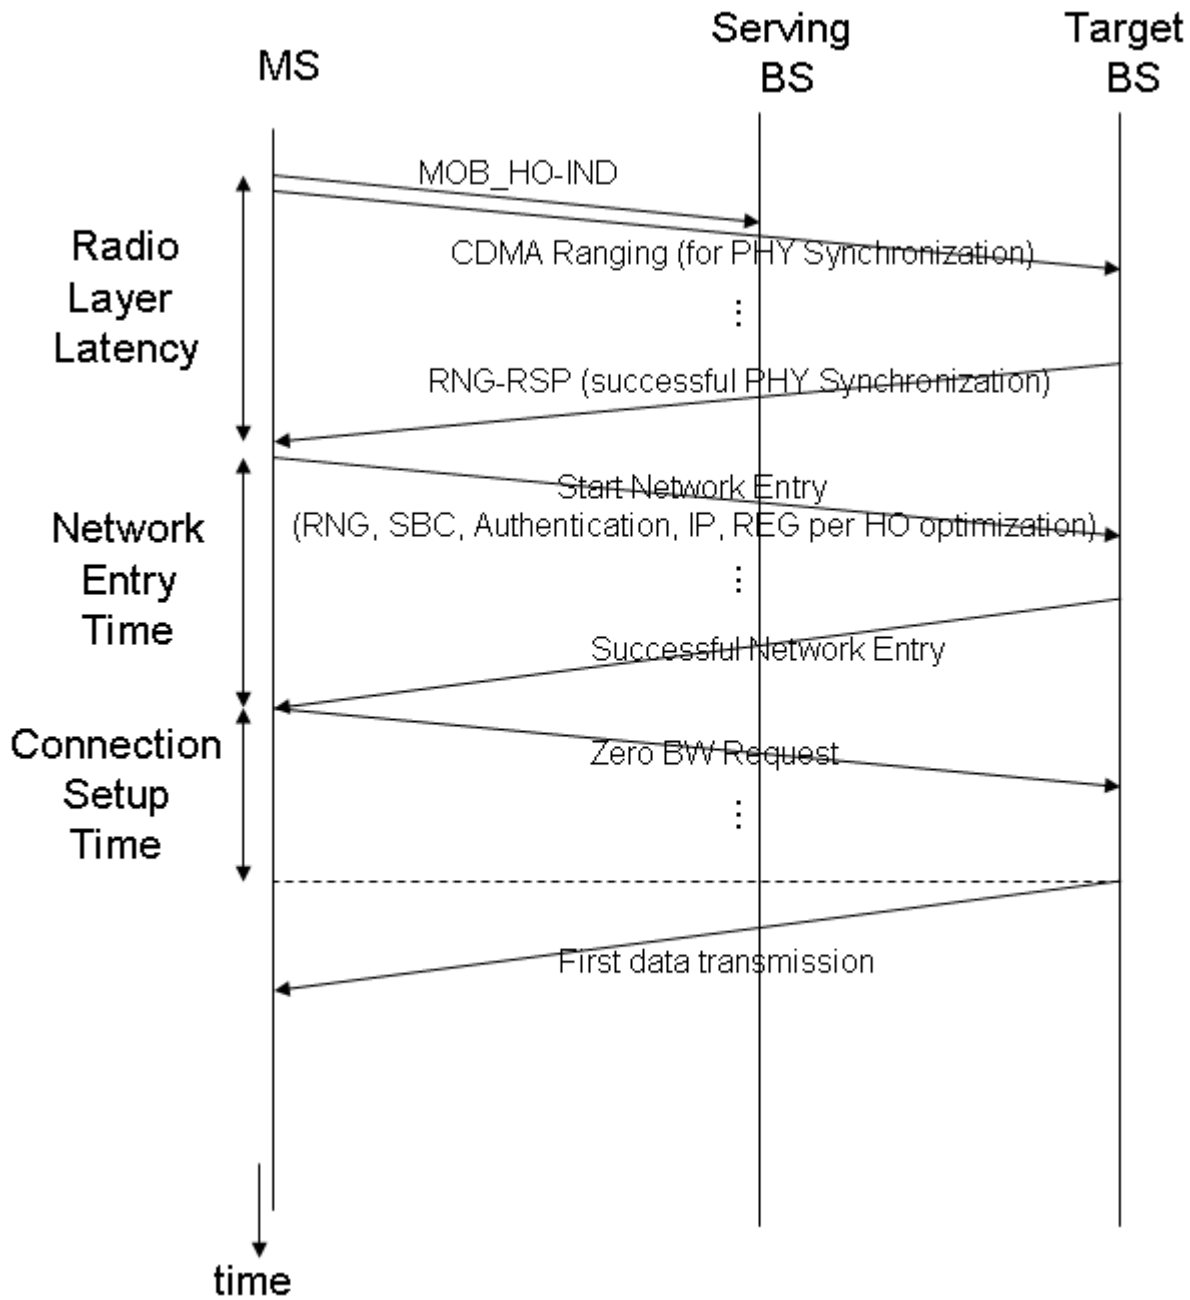 MS
Serving
BS
Target
BS
MOB_HO-IND
CDMA Ranging (for PHY Synchronization)
Radio
Layer
Latency
⋮
RNG-RSP (successful PHY Synchronization)
Start Network Entry
(RNG, SBC, Authentication, IP, REG per HO optimization)
Network
Entry
Time
⋮
Successful Network Entry
Connection
Setup
Time
Zero BW Request
⋮
First data transmission
time